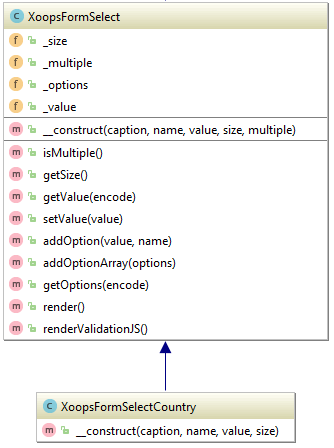 XoopsFormSelect
_size
_multiple
_options
_value
__construct(caption, name, value, size, multiple)
isMultiple()
getSize()
getValue(encode)
setValue(value)
addOption(value, name)
addOptionArray(options)
getOptions(encode)
render()
renderValidationJS()
XoopsFormSelectCountry
__construct(caption, name, value, size)